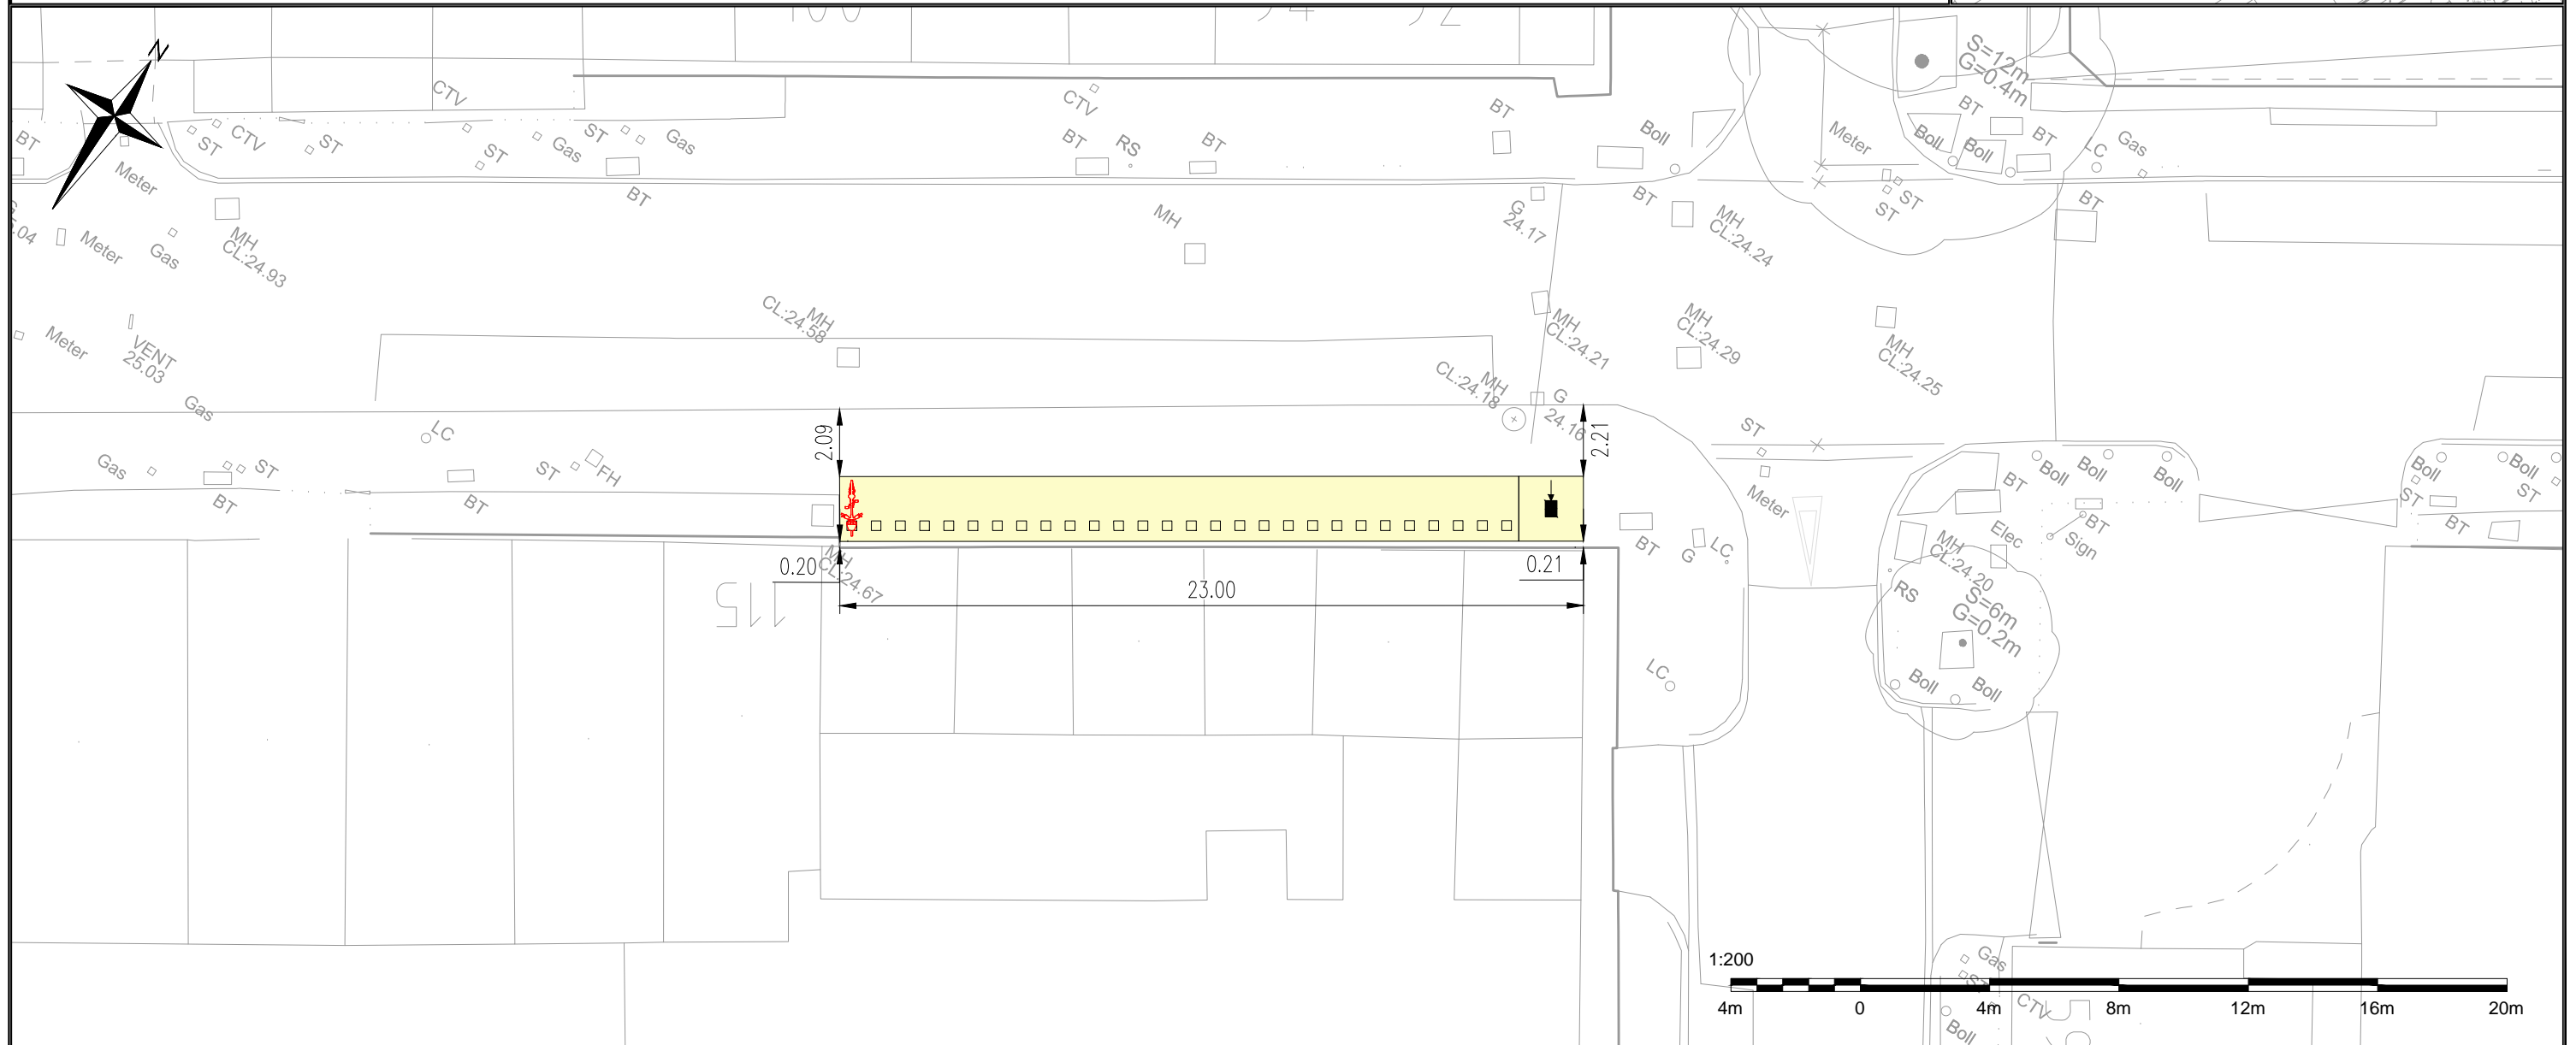 N
CTV
CTV
BT
RS
BT
BT
Boll
S=12m
G=0.4m
BT
Boll
Boll
BT
LC
Gas
Meter
BT
ST
CTV
ST
ST
Gas
ST
Gas
BT
Meter
BT
BT
ST
ST
MH
G
24.17
MH
CL:24.24
Meter
Gas
MH
CL:24.93
Meter
VENT
25.03
MH
CL:24.58
MH
CL:24.21
MH
CL:24.29
MH
CL:24.25
Gas
MH
CL:24.18
G
24.16
LC
2.09
2.21
ST
Gas
ST
ST
FH
BT
BT
Meter
BT
Boll
Boll
Boll
BT
Elec
BT
Sign
Boll
Boll
ST
ST
BT
MH
CL:24.67
0.20
0.21
23.00
115
BT
G
LC
MH
CL:24.20
RS
S=6m
G=0.2m
LC
Boll
Boll
1:200
Gas
ST
CTV
Boll
4m 0 4m 8m 12m 16m 20m